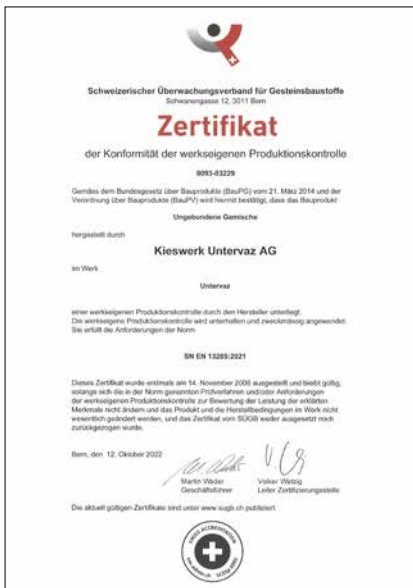 Schweizerischer Überwachungsverband für Gesteinsbaustoffe
Schwanengasse 12, 3011 Bern
Zertifikat
der Konformität der werkseigenen Produktionskontrolle
0093-03229
Gemäss dem Bundesgesetz über Bauprodukte (BauPG) vom 21. März 2014 und der
Verordnung über Bauprodukte (BauPV) wird hiermit bestätigt, dass das Bauprodukt
Ungebundene Gemische
hergestellt durch
Kieswerk Untervaz AG
im Werk
Untervaz
einer werkseigenen Produktionskontrolle durch den Hersteller unterliegt.
Die werkseigene Produktionskontrolle wird unterhalten und zweckmässig angewendet.
Sie erfüllt die Anforderungen der Norm
SN EN 13285:2021
Dieses Zertifikat wurde erstmals am 14. November 2006 ausgestellt und bleibt gültig,
solange sich die in der Norm genannten Prüfverfahren und/oder Anforderungen
der werkseigenen Produktionskontrolle zur Bewertung der Leistung der erklärten
Merkmale nicht ändern und das Produkt und die Herstellbedingungen im Werk nicht
wesentlich geändert werden, und das Zertifikat vom SÜGB weder ausgesetzt noch
zurückgezogen wurde.
Bern, den 12. Oktober 2022
Martin Weder Volker Wetzig
Geschäftsführer Leiter Zertifizierungsstelle
Die aktuell gültigen Zertifikate sind unter www.sugb.ch publiziert.
SWISS ACCREDITATION